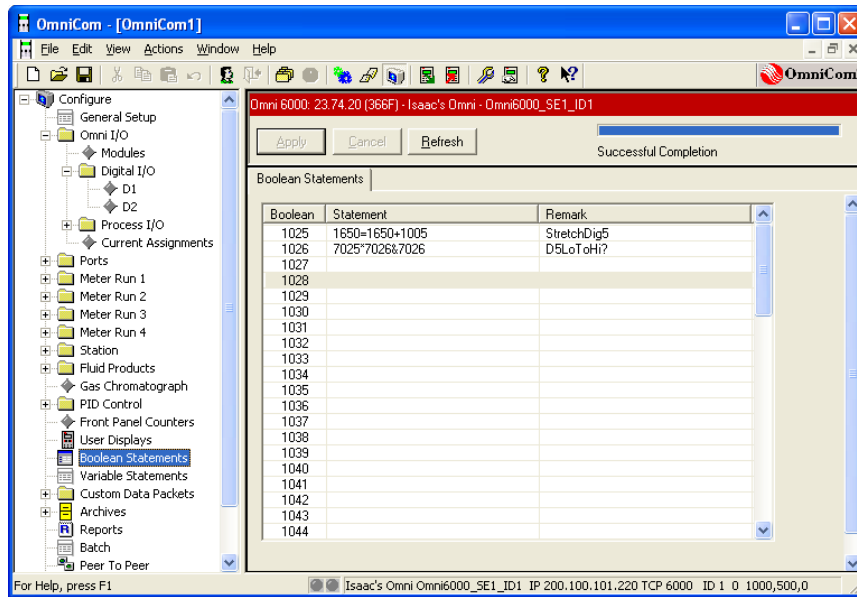 OmniCom - [OmniCom1]
File Edit View Actions Window Help
OmniCom
Configure
General Setup
Omni I/O
Modules
Digital I/O
D1
D2
Process I/O
Current Assignments
Ports
Meter Run 1
Meter Run 2
Meter Run 3
Meter Run 4
Station
Fluid Products
Gas Chromatograph
PID Control
Front Panel Counters
User Displays
Boolean Statements
Variable Statements
Custom Data Packets
Archives
Reports
Batch
Peer To Peer
Omni 6000: 23.74.20 (366F) - Isaac's Omni - Omni6000_SE1_ID1
Apply Cancel Refresh
Successful Completion
Boolean Statements
Boolean Statement Remark
1025 1650=1650+1005 StretchDig5
1026 7025*7026&7026 D5LoToHi?
1027
1028
1029
1030
1031
1032
1033
1034
1035
1036
1037
1038
1039
1040
1041
1042
1043
1044
For Help, press F1
Isaac's Omni Omni6000_SE1_ID1 IP 200.100.101.220 TCP 6000 ID 1 0 1000,500,0